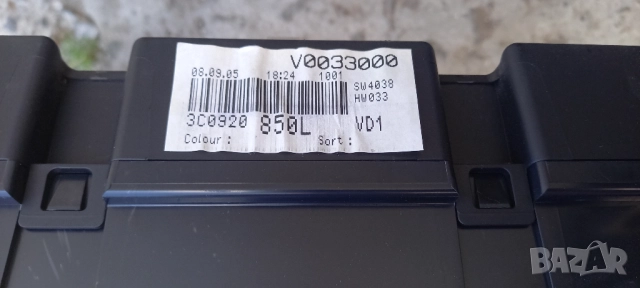 V0033000
08.09.05 18:24 1001
SW4038
HW033
3C0920 850L VD1
Colour : Sort :
BAZAR